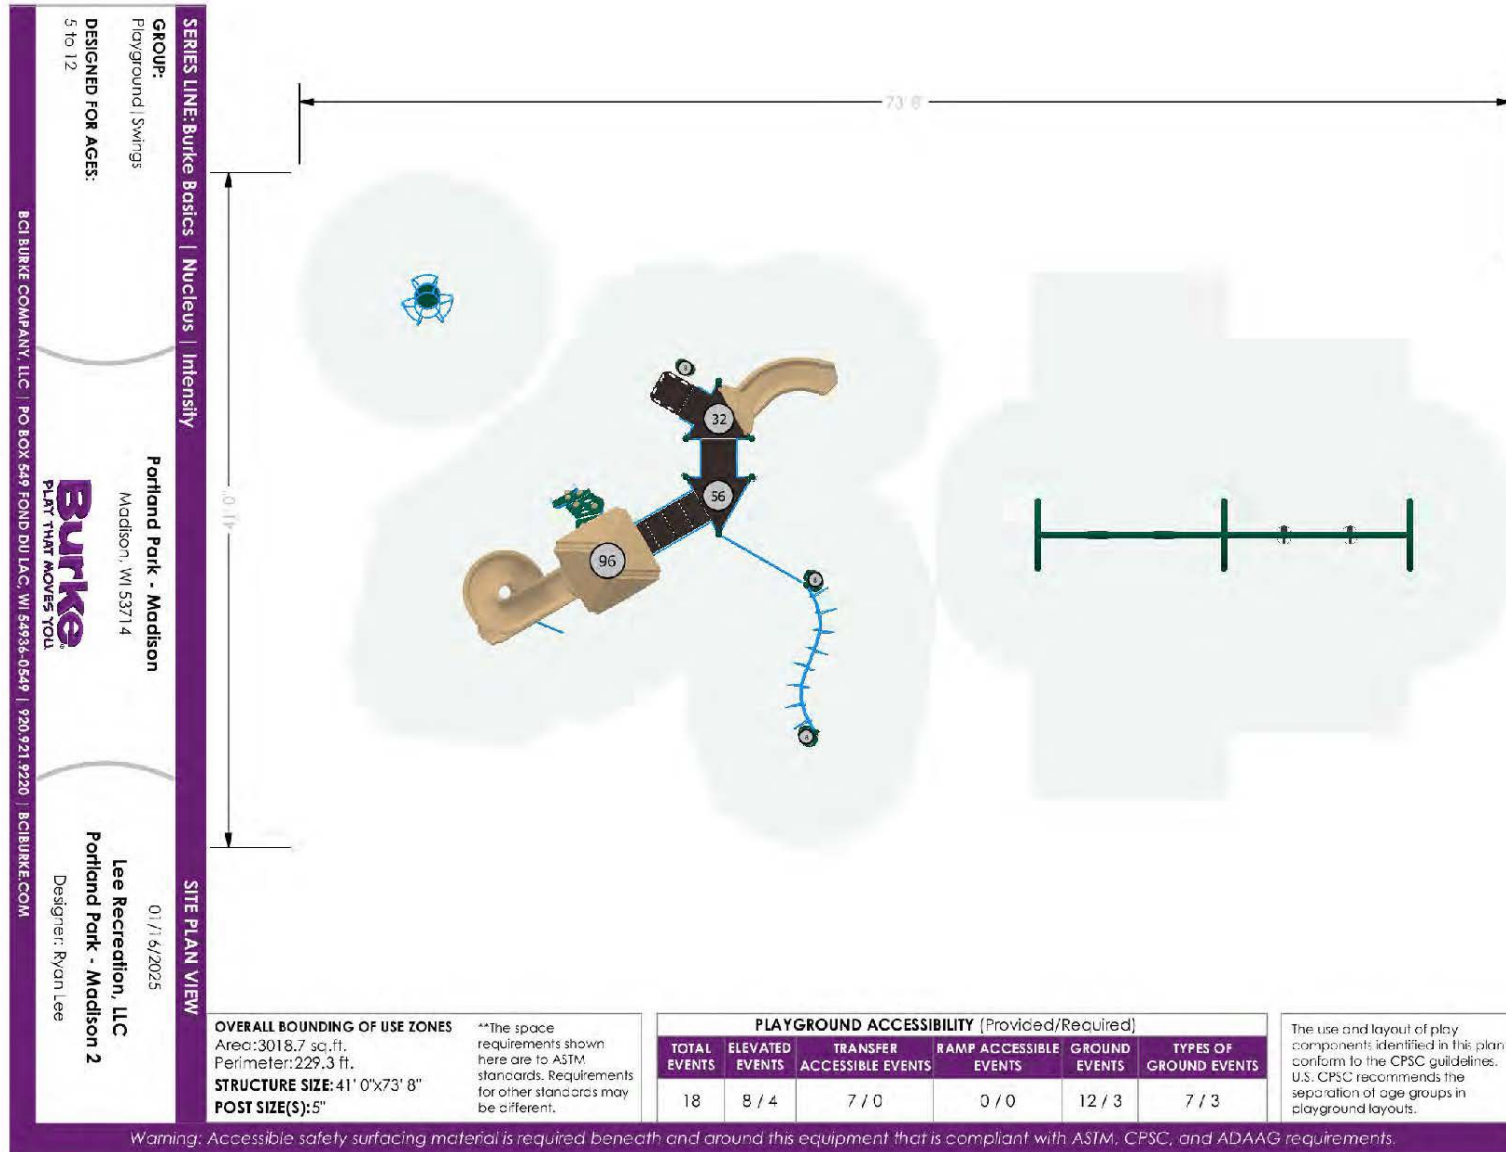 SERIES LINE: Burke Basics | Nucleus | Intensity
SITE PLAN VIEW
GROUP:
Playground | Swings
DESIGNED FOR AGES:
5 to 12
Portland Park - Madison
Madison, WI 53714
Burke
PLAY THAT MOVES YOU.
01/16/2025
Lee Recreation, LLC
Portland Park - Madison 2
Designer: Ryan Lee
BCI BURKE COMPANY, LLC | PO BOX 549 FOND DU LAC, WI 54936-0549 | 920.921.9220 | BCIBURKE.COM
73' 8"
41' 0"
32
56
96
OVERALL BOUNDING OF USE ZONES
Area:3018.7 sq.ft.
Perimeter:229.3 ft.
STRUCTURE SIZE: 41' 0"x73' 8"
POST SIZE(S):5"
**The space
requirements shown
here are to ASTM
standards. Requirements
for other standards may
be different.
PLAYGROUND ACCESSIBILITY (Provided/Required)
TOTAL EVENTS ELEVATED EVENTS TRANSFER ACCESSIBLE EVENTS RAMP ACCESSIBLE EVENTS GROUND EVENTS TYPES OF GROUND EVENTS
18 8 / 4 7 / 0 0 / 0 12 / 3 7 / 3
The use and layout of play
components identified in this plan
conform to the CPSC guildelines.
U.S. CPSC recommends the
separation of age groups in
playground layouts.
Warning: Accessible safety surfacing material is required beneath and around this equipment that is compliant with ASTM, CPSC, and ADAAG requirements.